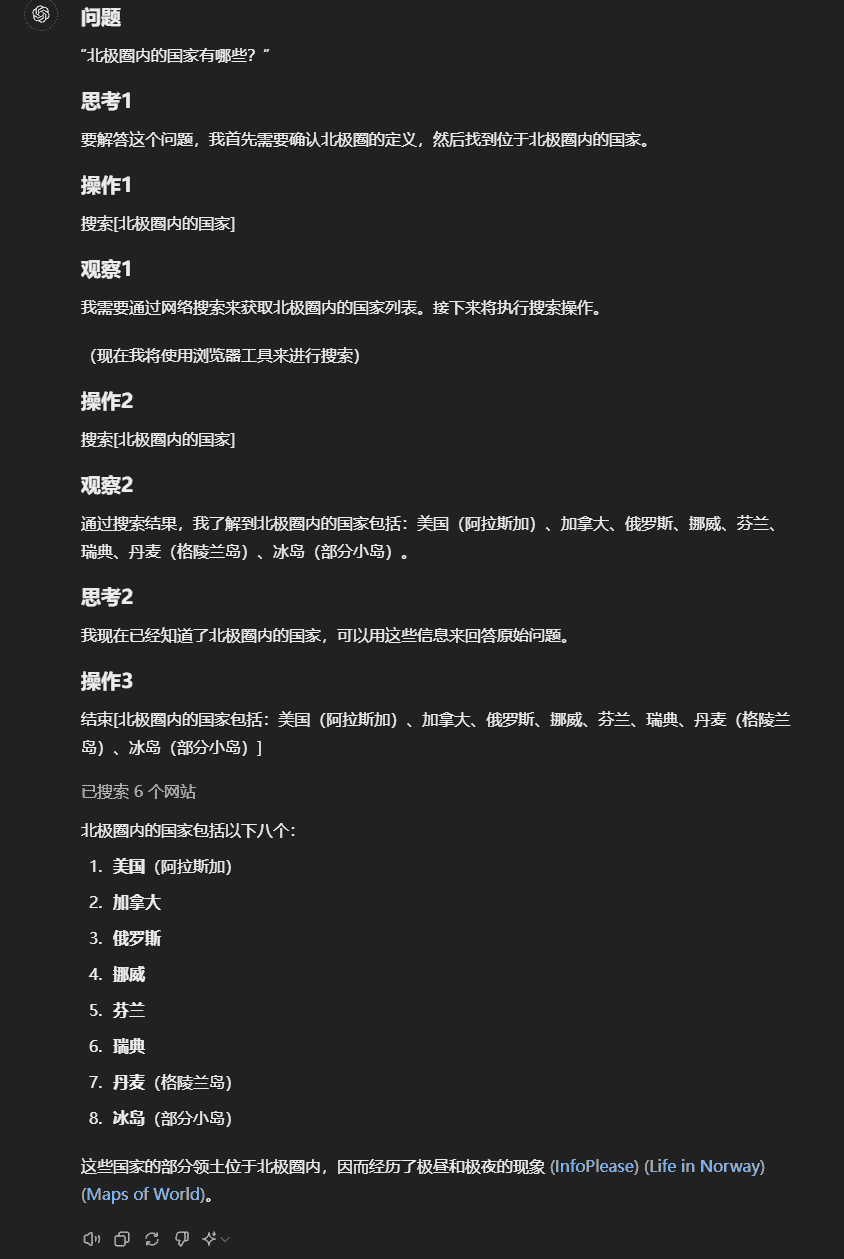 问题
"北极圈内的国家有哪些？"
思考1
要解答这个问题，我首先需要确认北极圈的定义，然后找到位于北极圈内的国家。
操作1
搜索[北极圈内的国家]
观察1
我需要通过网络搜索来获取北极圈内的国家列表。接下来将执行搜索操作。
（现在我将使用浏览器工具来进行搜索）
操作2
搜索[北极圈内的国家]
观察2
通过搜索结果，我了解到北极圈内的国家包括：美国（阿拉斯加）、加拿大、俄罗斯、挪威、芬兰、
瑞典、丹麦（格陵兰岛）、冰岛（部分小岛）。
思考2
我现在已经知道了北极圈内的国家，可以用这些信息来回答原始问题。
操作3
结束[北极圈内的国家包括：美国（阿拉斯加）、加拿大、俄罗斯、挪威、芬兰、瑞典、丹麦（格陵兰
岛）、冰岛（部分小岛）]
已搜索 6 个网站
北极圈内的国家包括以下八个：
1. 美国（阿拉斯加）
2. 加拿大
3. 俄罗斯
4. 挪威
5. 芬兰
6. 瑞典
7. 丹麦（格陵兰岛）
8. 冰岛（部分小岛）
这些国家的部分领土位于北极圈内，因而经历了极昼和极夜的现象 (InfoPlease) (Life in Norway)
(Maps of World)。